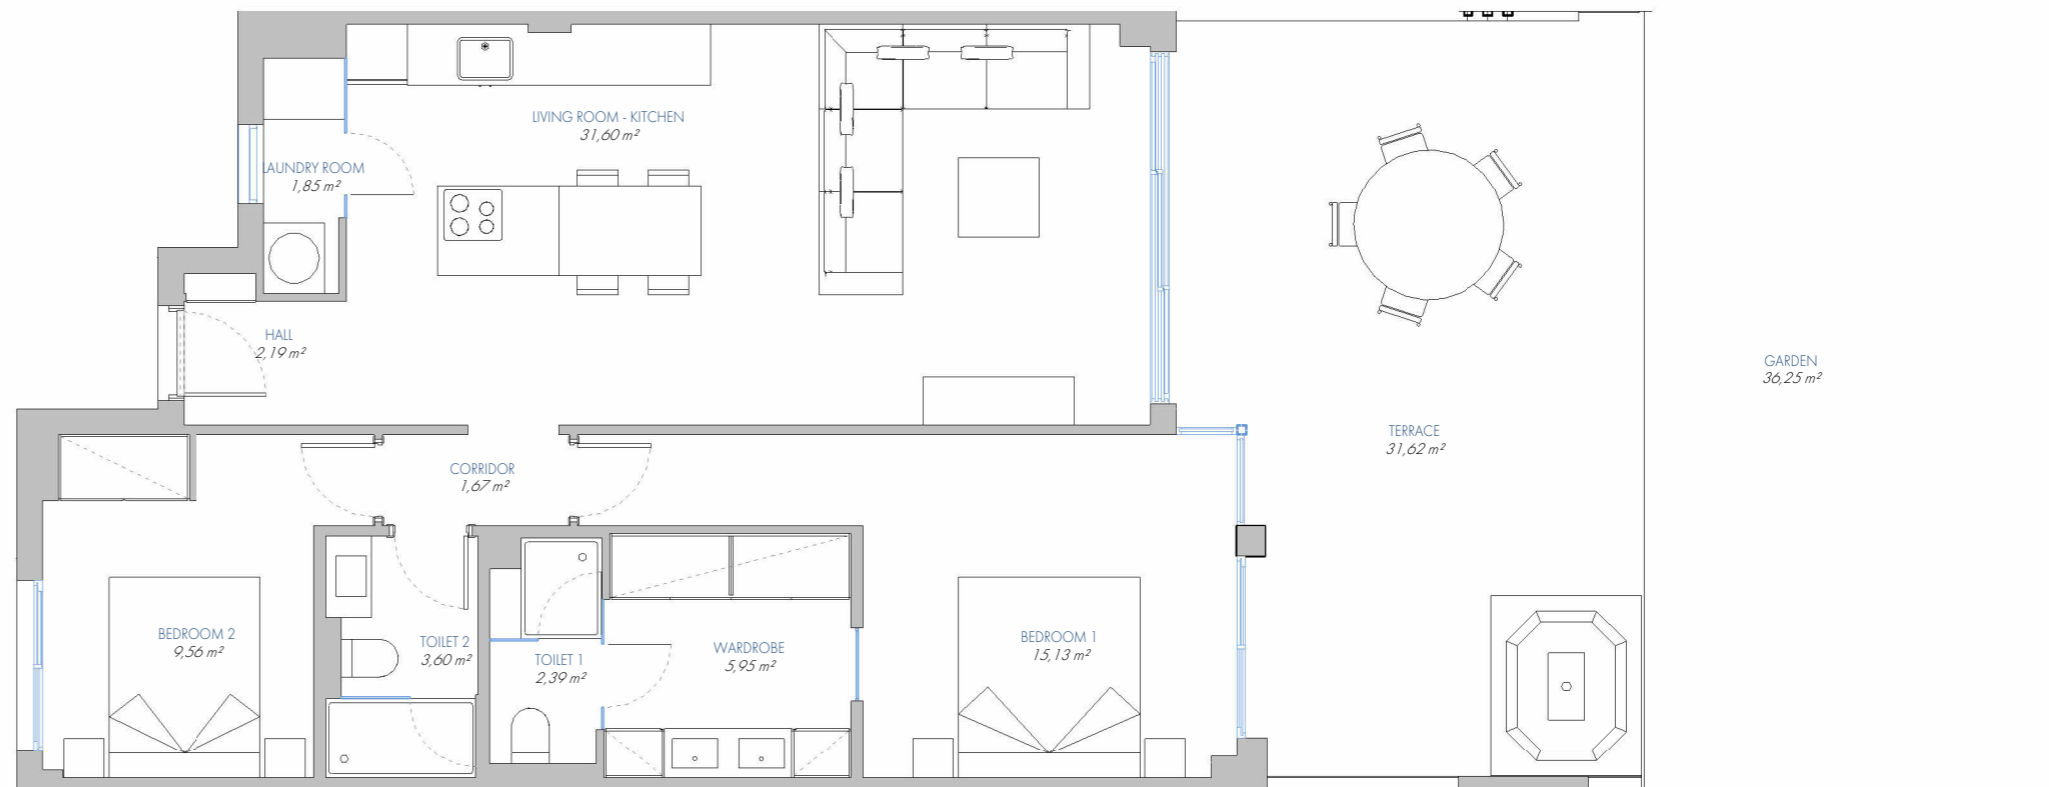 LIVING ROOM - KITCHEN
31,60 m²
LAUNDRY ROOM
1,85 m²
HALL
2,19 m²
GARDEN
36,25 m²
TERRACE
31,62 m²
CORRIDOR
1,67 m²
BEDROOM 2
9,56 m²
TOILET 2
3,60 m²
TOILET 1
2,39 m²
WARDROBE
5,95 m²
BEDROOM 1
15,13 m²